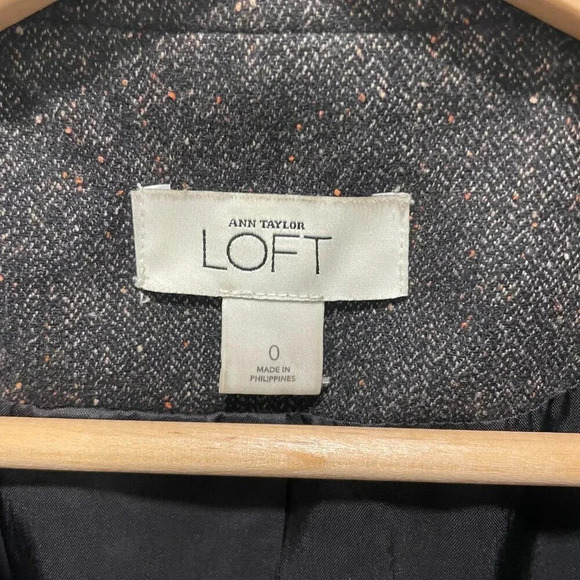 ANN TAYLOR
LOFT
0
MADE IN
PHILIPPINES